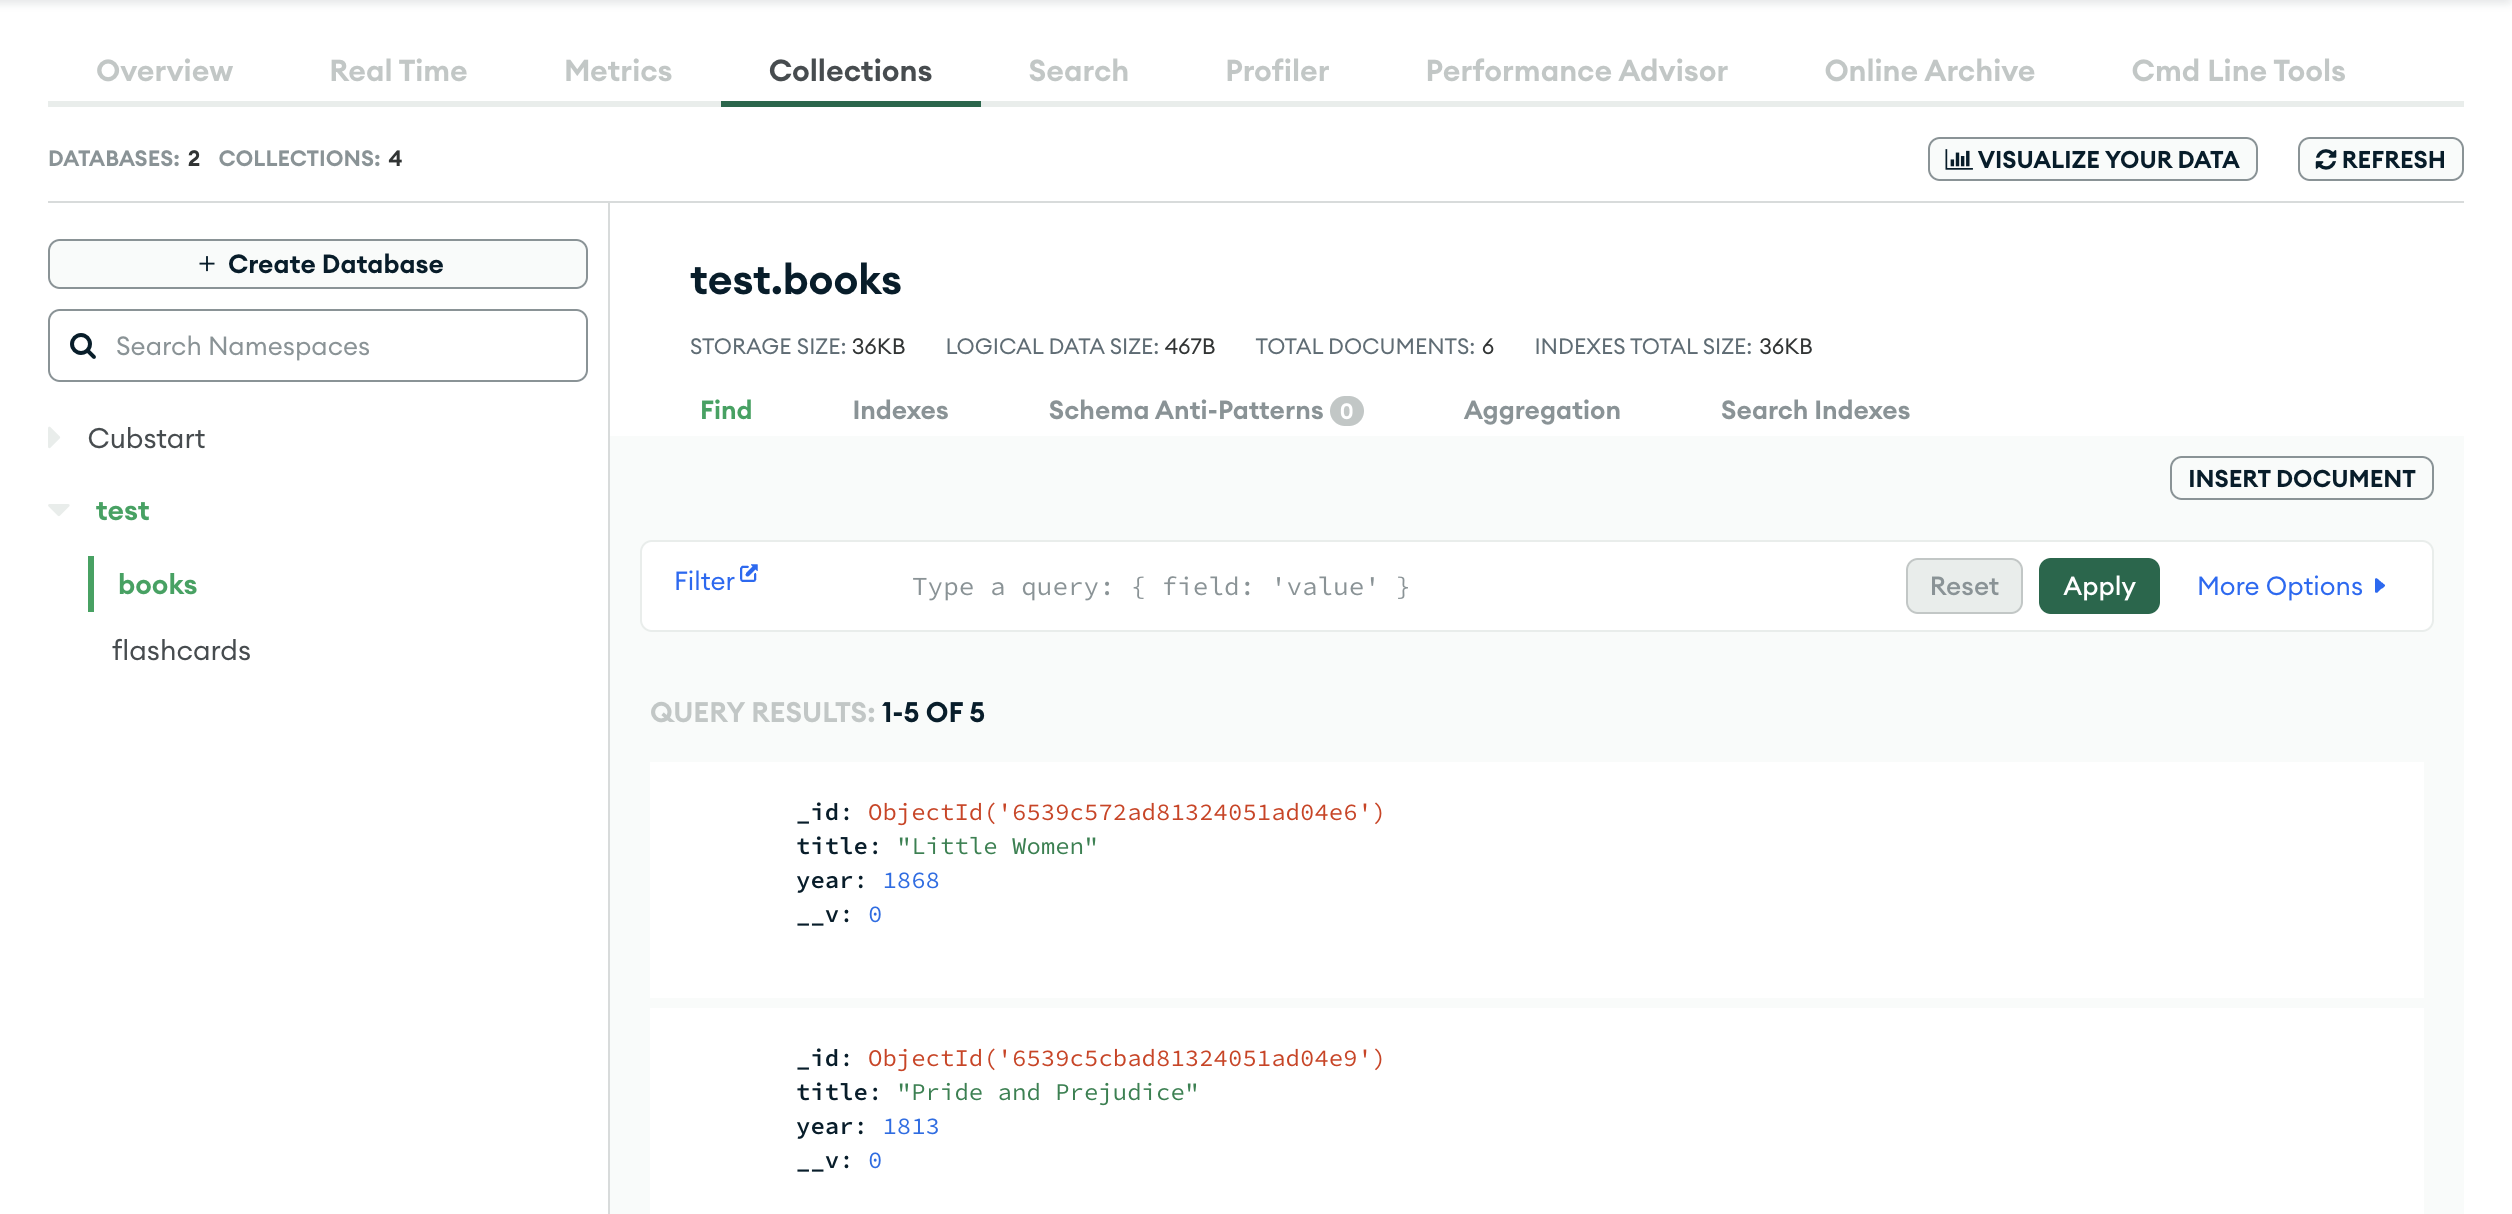 Overview Real Time Metrics Collections Search Profiler Performance Advisor Online Archive Cmd Line Tools
DATABASES: 2 COLLECTIONS: 4
VISUALIZE YOUR DATA
REFRESH
+ Create Database
Search Namespaces
Cubstart
test
books
flashcards
test.books
STORAGE SIZE: 36KB LOGICAL DATA SIZE: 467B TOTAL DOCUMENTS: 6 INDEXES TOTAL SIZE: 36KB
Find Indexes Schema Anti-Patterns 0 Aggregation Search Indexes
INSERT DOCUMENT
Filter Type a query: { field: 'value' } Reset Apply More Options
QUERY RESULTS: 1-5 OF 5
_id: ObjectId('6539c572ad81324051ad04e6')
title: "Little Women"
year: 1868
__v: 0
_id: ObjectId('6539c5cbad81324051ad04e9')
title: "Pride and Prejudice"
year: 1813
__v: 0